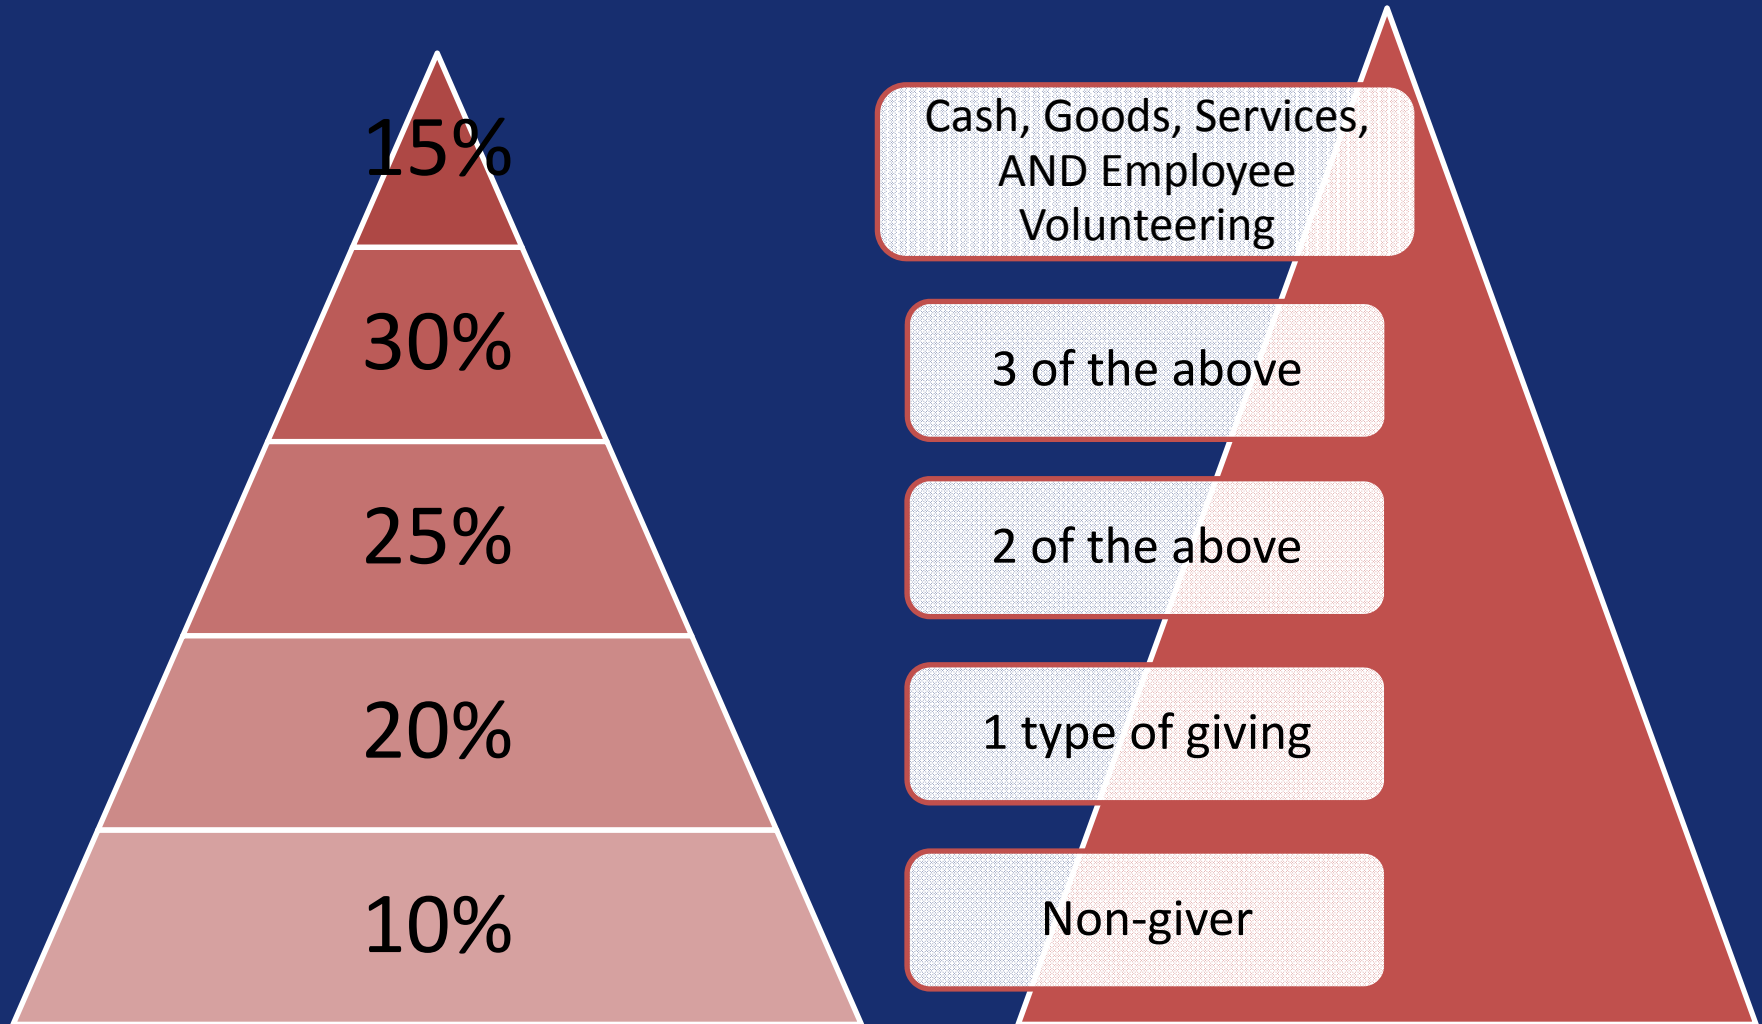 15%
30%
25%
20%
10%
Cash, Goods, Services,
AND Employee
Volunteering
3 of the above
2 of the above
1 type of giving
Non-giver